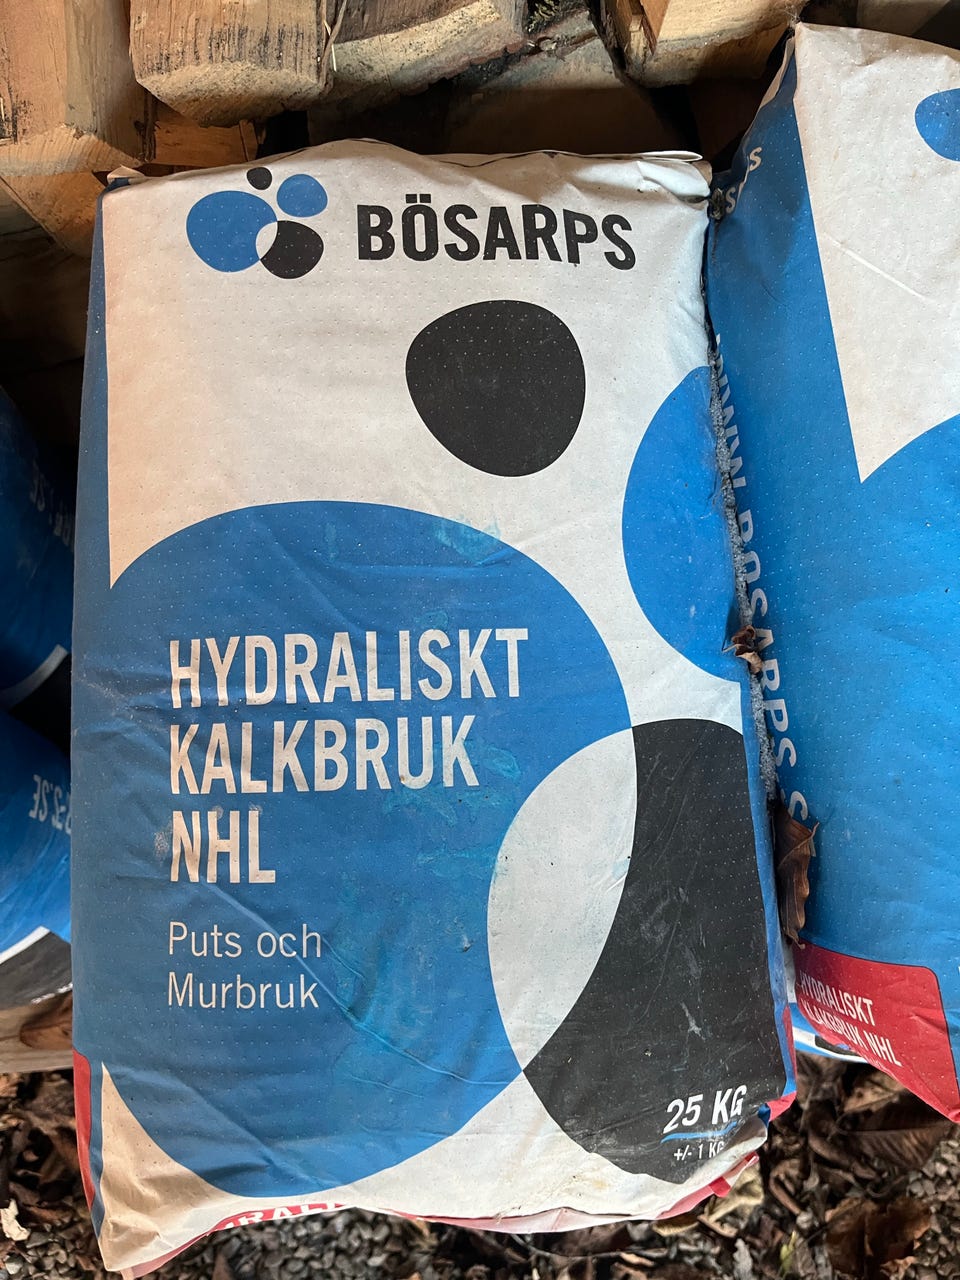 BÖSARPS
HYDRALISKT
KALKBRUK
NHL
Puts och
Murbruk
25 KG
+/- 1 KG
HYDRALISKT
KALKBRUK NHL